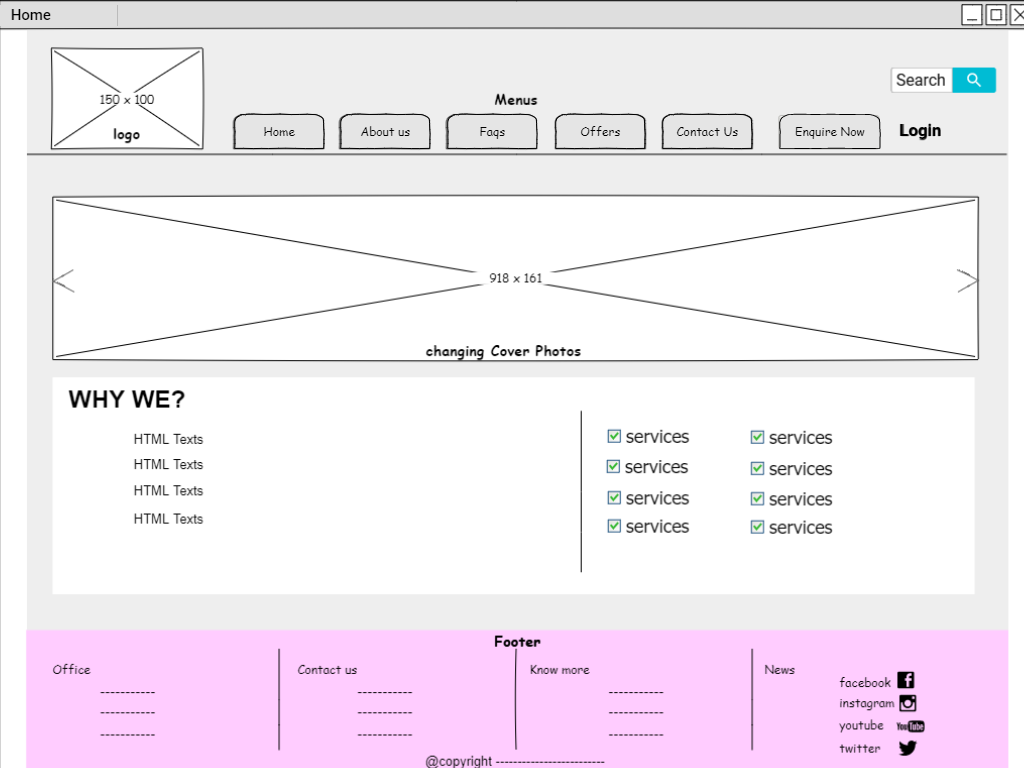 Home
150 x 100
logo
Search
Menus
Home
About us
Faqs
Offers
Contact Us
Enquire Now
Login
918 x 161
changing Cover Photos
WHY WE?
HTML Texts
HTML Texts
HTML Texts
HTML Texts
services services
services services
services services
services services
Footer
Office
-----------
-----------
-----------
Contact us
-----------
-----------
-----------
Know more
-----------
-----------
-----------
News
facebook f
instagram
youtube YouTube
twitter
@copyright -------------------------